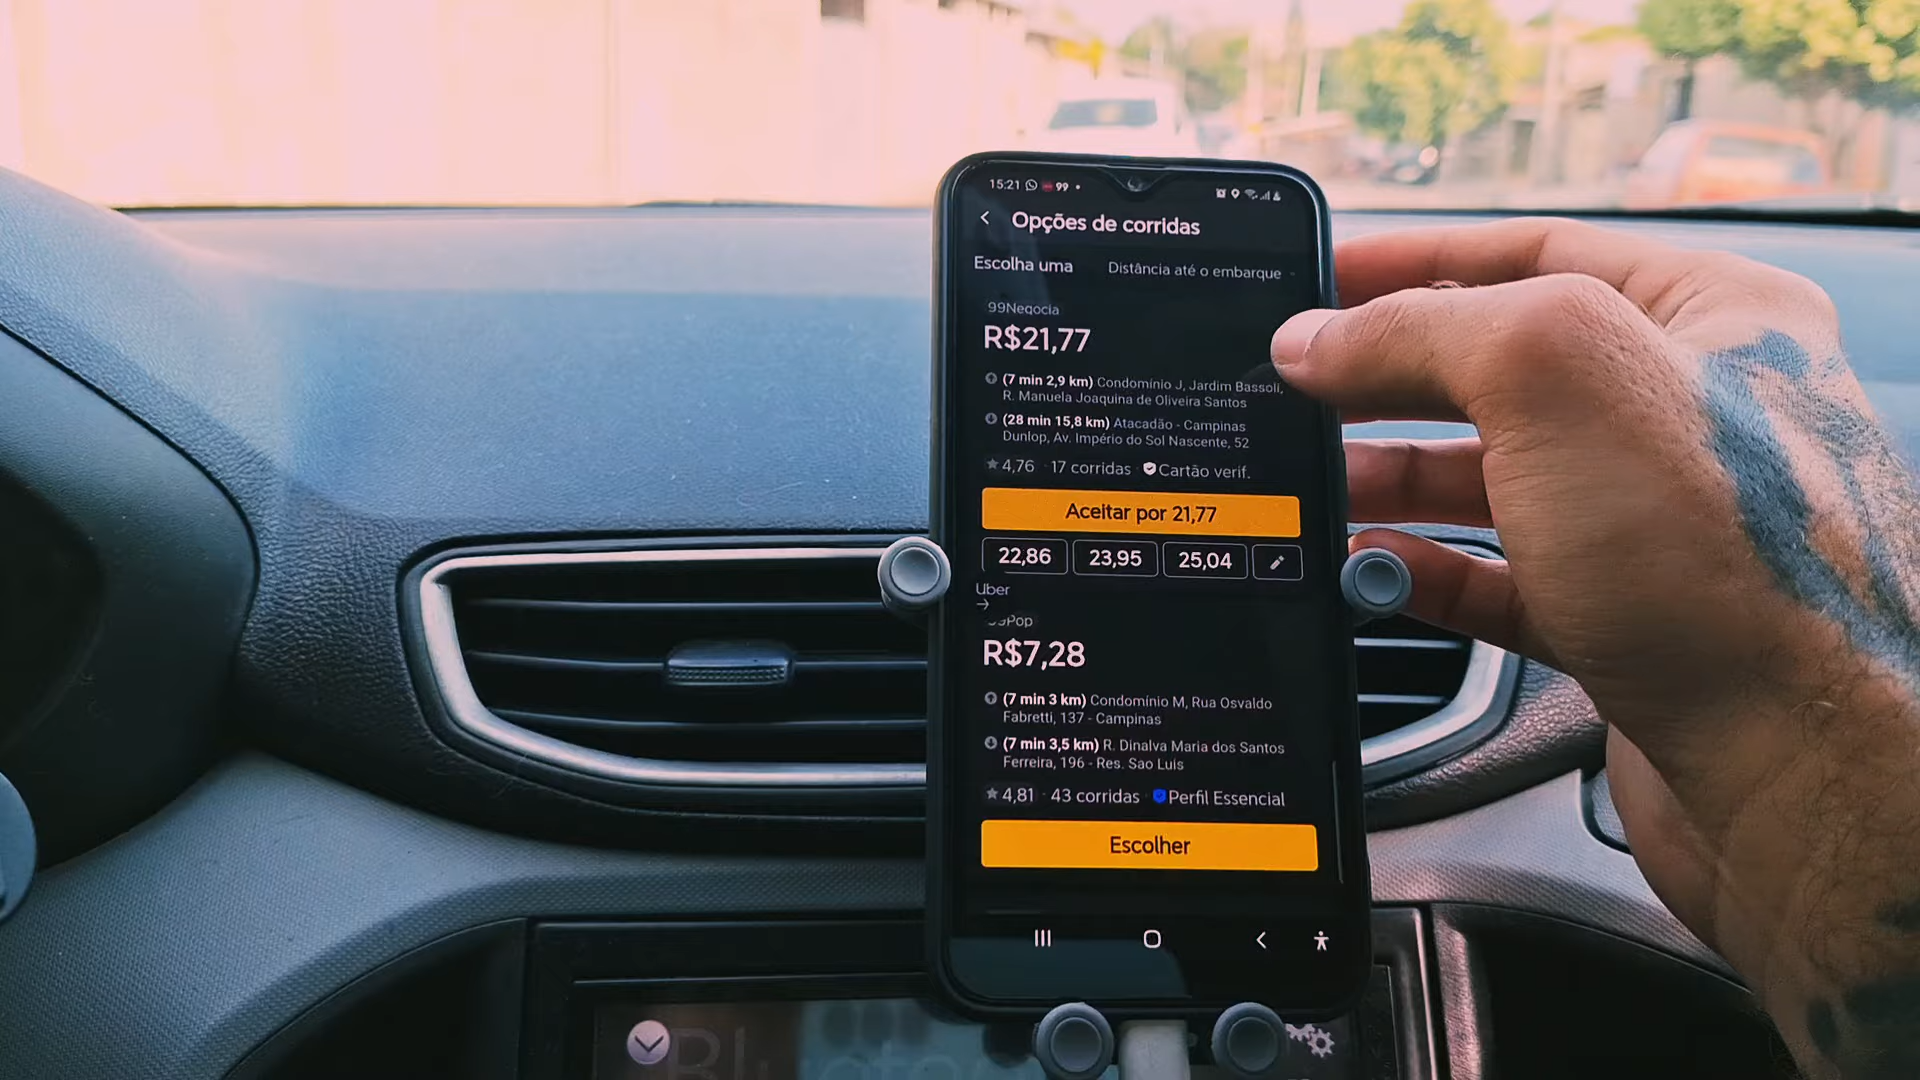 15:21 99
Opções de corridas
Escolha uma Distância até o embarque
99Negocia
R$21,77
(7 min 2,9 km) Condomínio J, Jardim Bassoli,
R. Manuela Joaquina de Oliveira Santos
(28 min 15,8 km) Atacadão - Campinas
Dunlop, Av. Império do Sol Nascente, 52
4,76 · 17 corridas · Cartão verif.
Aceitar por 21,77
22,86 23,95 25,04
Uber
→
Pop
R$7,28
(7 min 3 km) Condomínio M, Rua Osvaldo
Fabretti, 137 - Campinas
(7 min 3,5 km) R. Dinalva Maria dos Santos
Ferreira, 196 - Res. Sao Luis
4,81 · 43 corridas · Perfil Essencial
Escolher